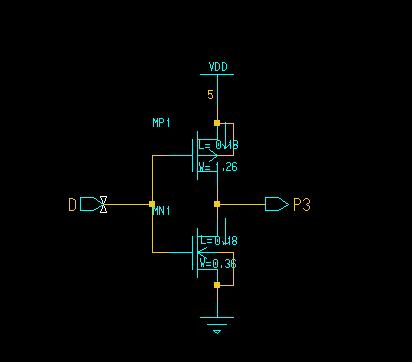 VDD
5
MP1
L= 0.18
W= 1.26
D
P3
MN1
L=0.18
W=0.36